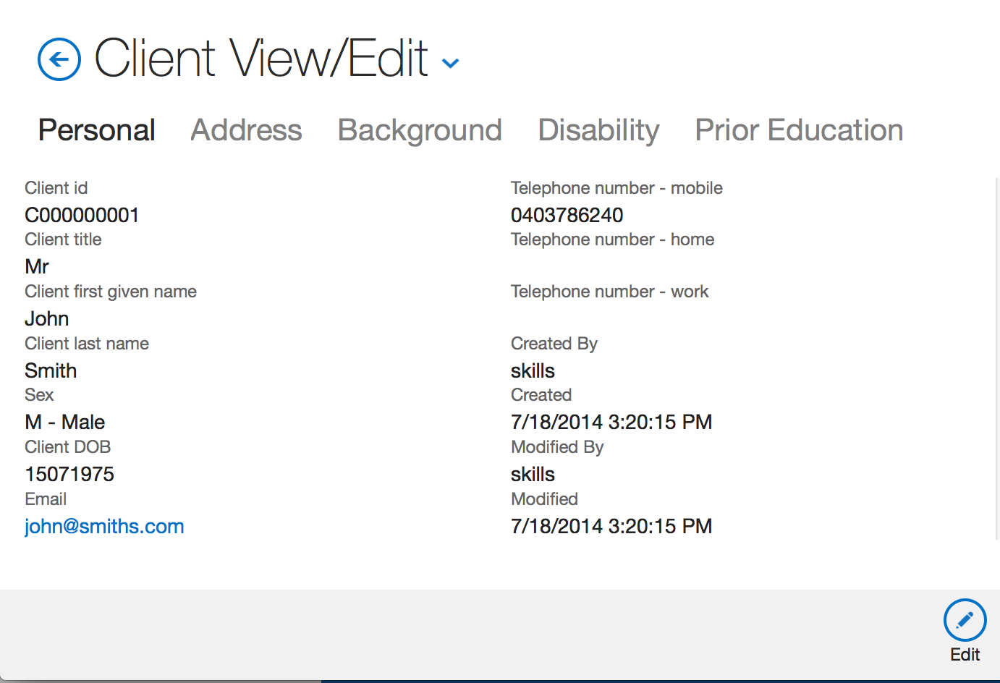 Client View/Edit
Personal Address Background Disability Prior Education
Client id
C000000001
Client title
Mr
Client first given name
John
Client last name
Smith
Sex
M - Male
Client DOB
15071975
Email
john@smiths.com
Telephone number - mobile
0403786240
Telephone number - home
Telephone number - work
Created By
skills
Created
7/18/2014 3:20:15 PM
Modified By
skills
Modified
7/18/2014 3:20:15 PM
Edit